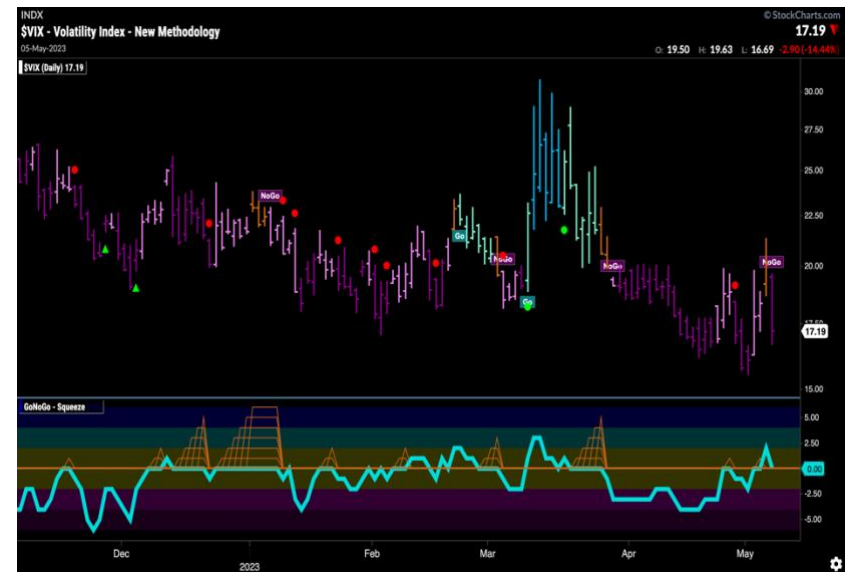 INDX
© StockCharts.com
$VIX - Volatility Index - New Methodology
17.19
05-May-2023
O: 19.50 H: 19.63 L: 16.69 -2.90 (-14.44%)
$VIX (Daily) 17.19
30.00
27.50
25.00
22.50
20.00
17.50
17.19
15.00
NoGo
Go
NoGo
Go
NoGo
NoGo
GoNoGo - Squeeze
5.00
2.50
0.00
-2.50
-5.00
Dec
2023
Feb
Mar
Apr
May